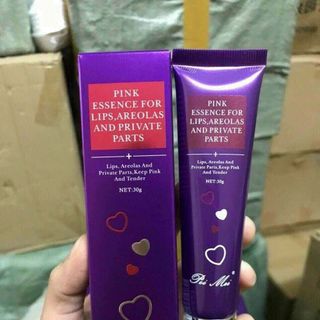 PINK
ESSENCE FOR
LIPS,AREOLAS
AND PRIVATE
PARTS
Lips, Areolas And
Private Parts,Keep Pink
And Tender
NET:30g
PINK
ESSENCE FOR
LIPS,AREOLAS
AND PRIVATE
PARTS
Lips, Areolas And
Private Parts,Keep Pink
And Tender
NET:30g
Pei Mei